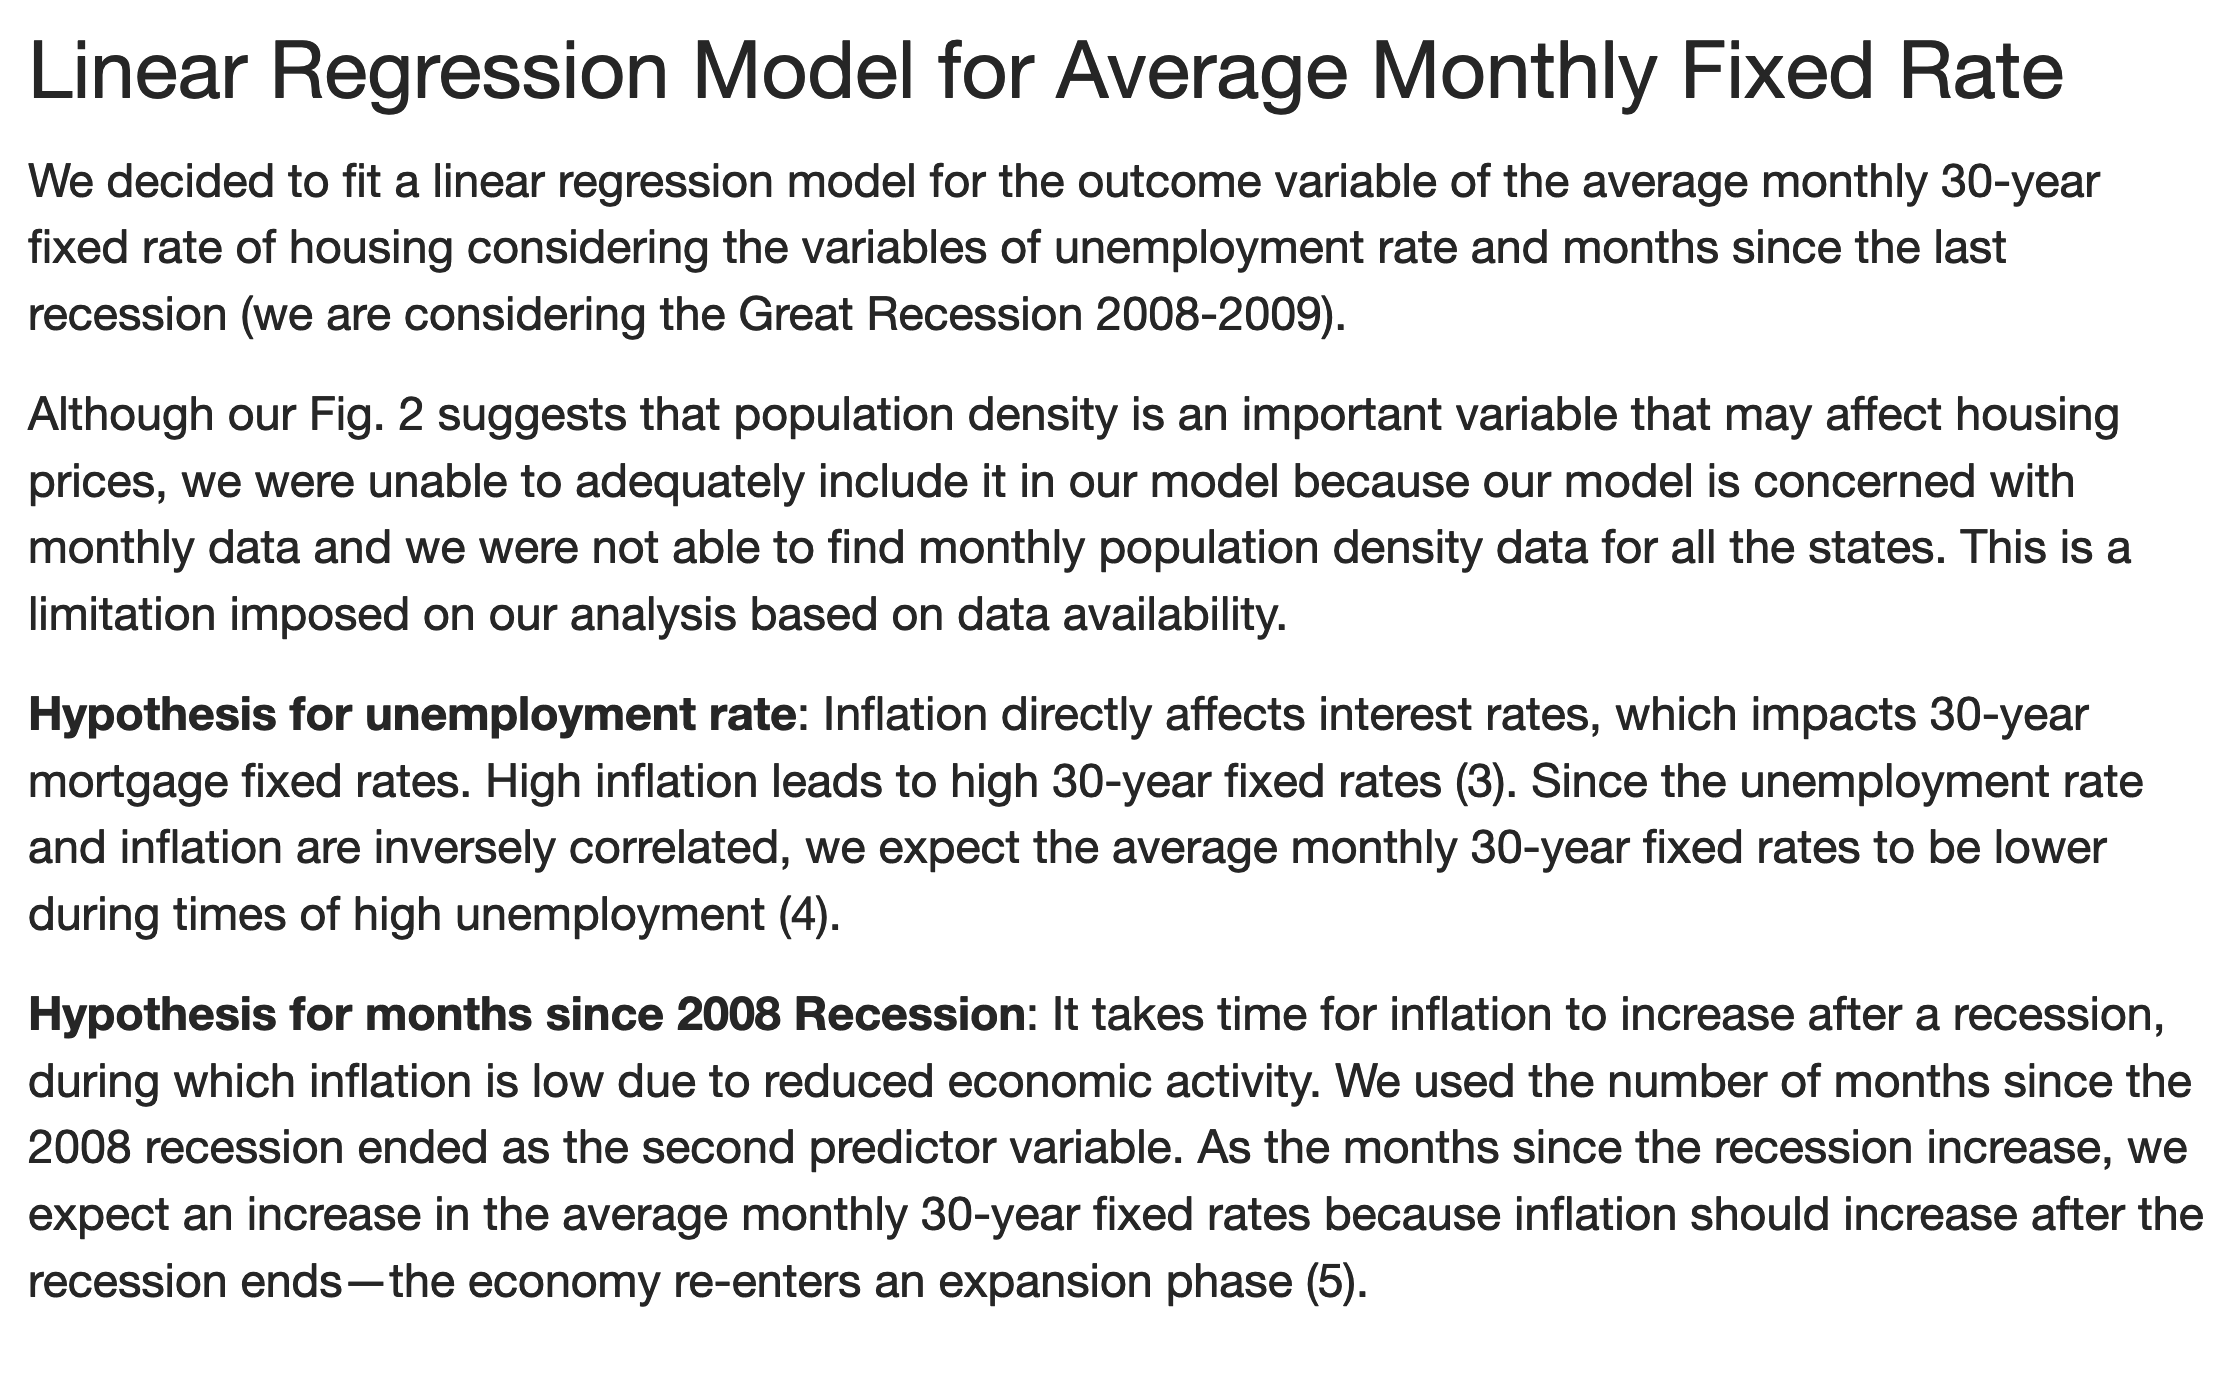 Linear Regression Model for Average Monthly Fixed Rate
We decided to fit a linear regression model for the outcome variable of the average monthly 30-year
fixed rate of housing considering the variables of unemployment rate and months since the last
recession (we are considering the Great Recession 2008-2009).
Although our Fig. 2 suggests that population density is an important variable that may affect housing
prices, we were unable to adequately include it in our model because our model is concerned with
monthly data and we were not able to find monthly population density data for all the states. This is a
limitation imposed on our analysis based on data availability.
Hypothesis for unemployment rate: Inflation directly affects interest rates, which impacts 30-year
mortgage fixed rates. High inflation leads to high 30-year fixed rates (3). Since the unemployment rate
and inflation are inversely correlated, we expect the average monthly 30-year fixed rates to be lower
during times of high unemployment (4).
Hypothesis for months since 2008 Recession: It takes time for inflation to increase after a recession,
during which inflation is low due to reduced economic activity. We used the number of months since the
2008 recession ended as the second predictor variable. As the months since the recession increase, we
expect an increase in the average monthly 30-year fixed rates because inflation should increase after the
recession ends—the economy re-enters an expansion phase (5).